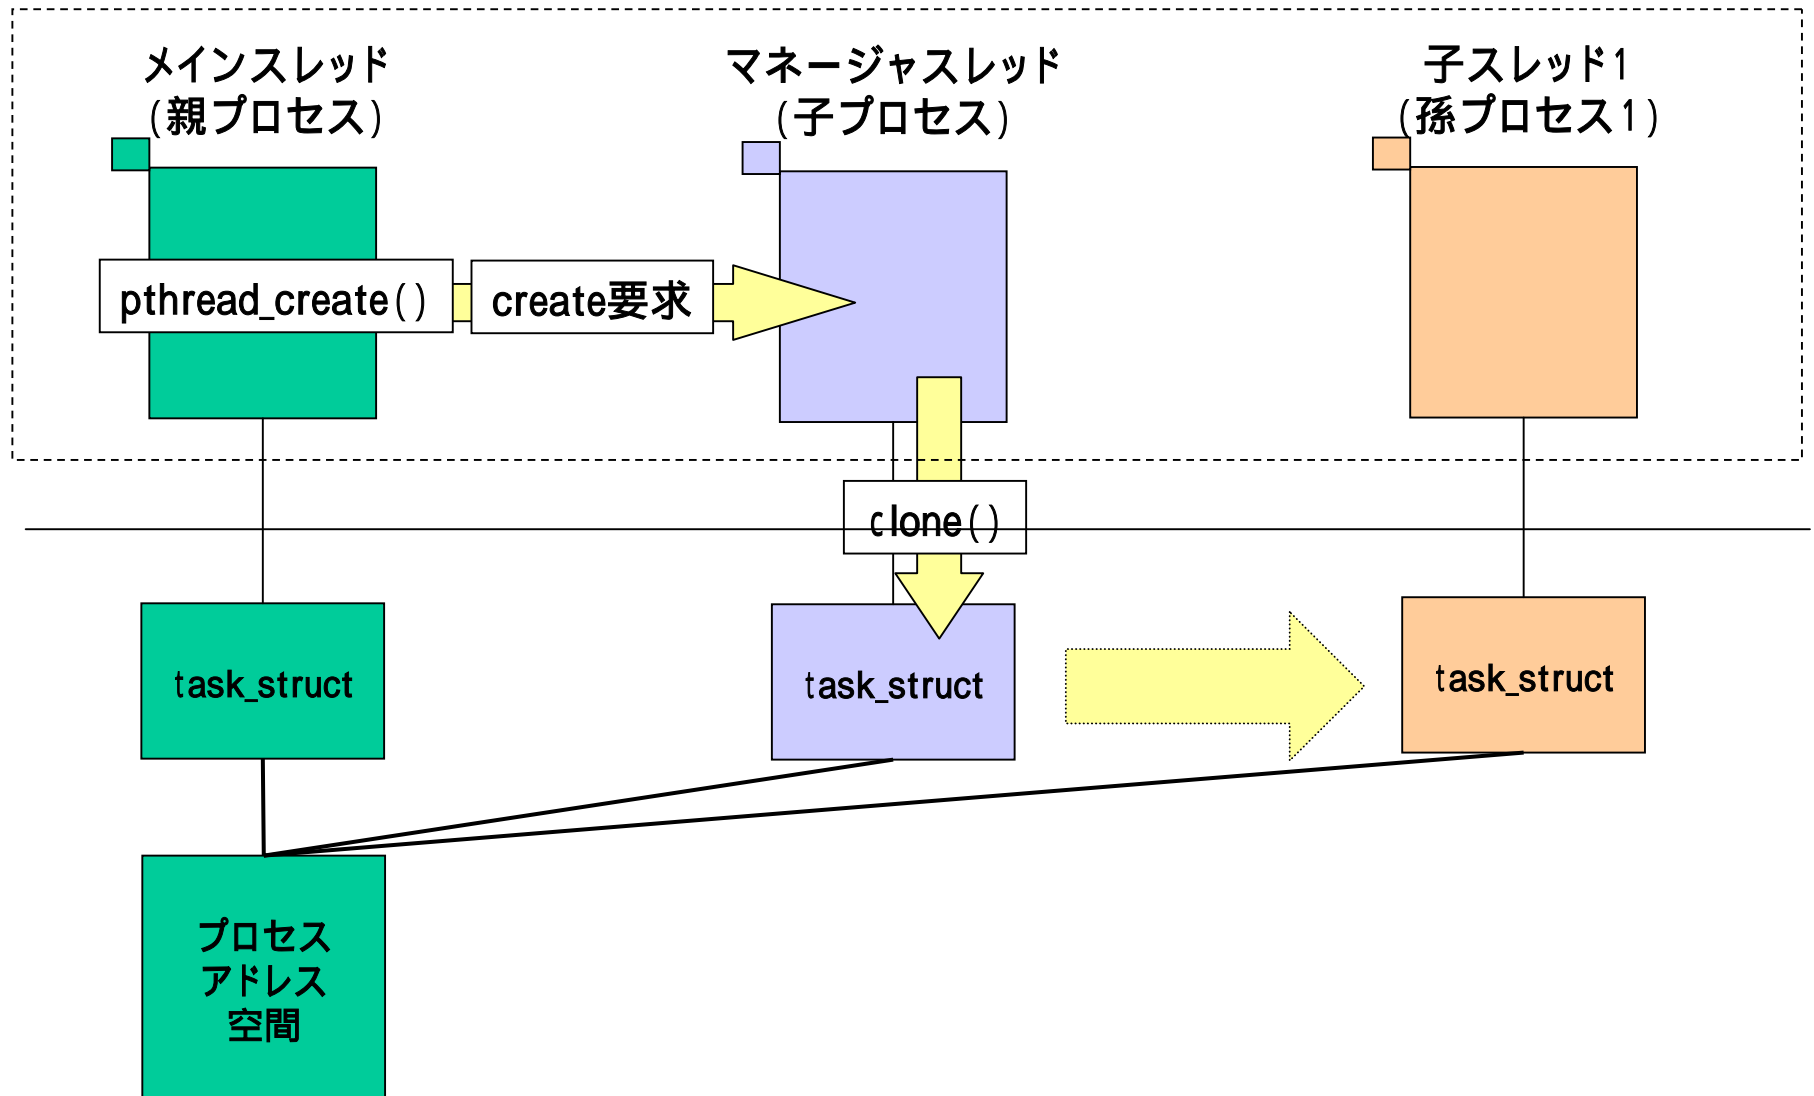 メインスレッド
(親プロセス)
マネージャスレッド
(子プロセス)
子スレッド1
(孫プロセス1)
pthread_create()
create要求
clone()
task_struct
task_struct
task_struct
プロセス
アドレス
空間